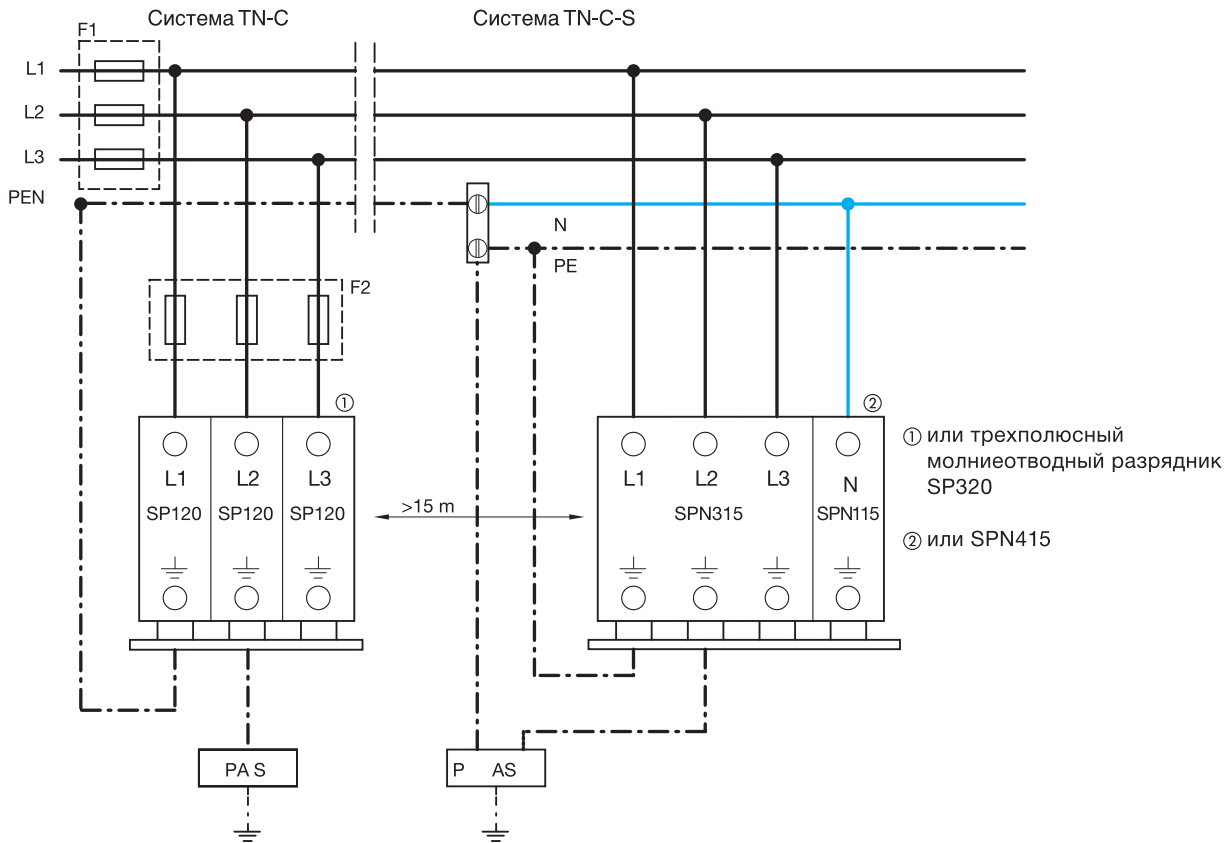 Система TN-C
Система TN-C-S
F1
L1
L2
L3
PEN
N
PE
F2
①
②
L1
L2
L3
SP120
SP120
SP120
>15 m
L1
L2
L3
N
SPN315
SPN115
① или трехполюсный
молниеотводный разрядник
SP320
② или SPN415
PA S
P AS